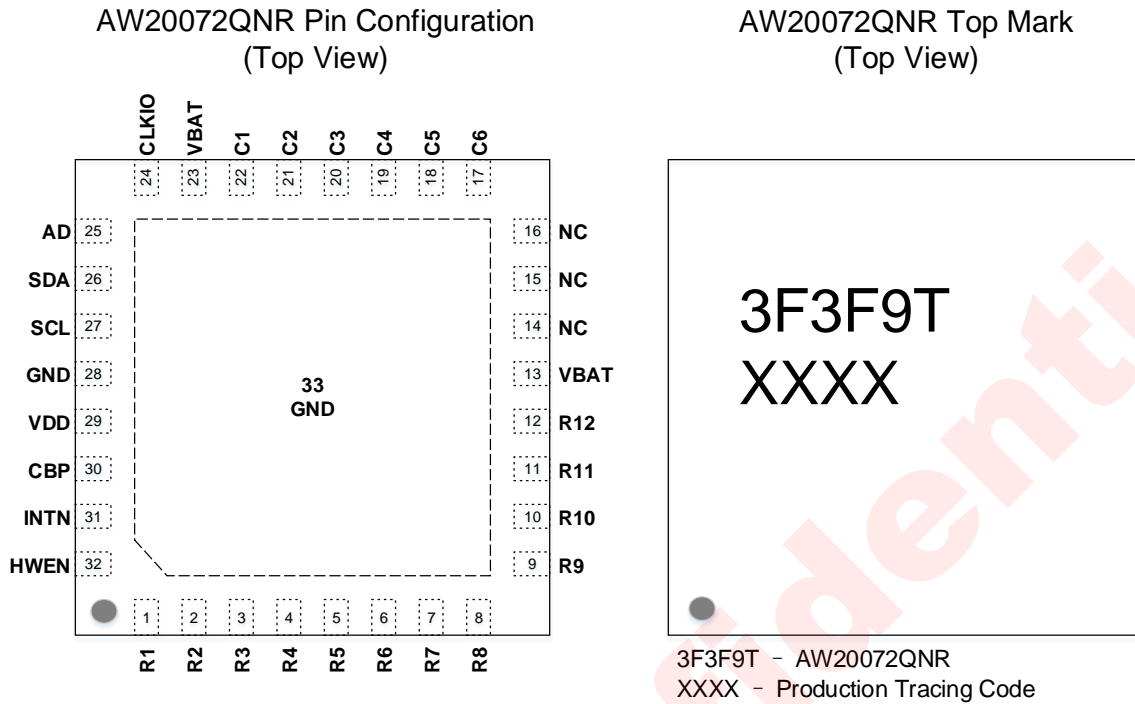 AW20072QNR Pin Configuration
(Top View)
CLKIO
VBAT
C1
C2
C3
C4
C5
C6
24
23
22
21
20
19
18
17
AD 25
SDA 26
SCL 27
GND 28
VDD 29
CBP 30
INTN 31
HWEN 32
33
GND
16 NC
15 NC
14 NC
13 VBAT
12 R12
11 R11
10 R10
9 R9
1
2
3
4
5
6
7
8
R1
R2
R3
R4
R5
R6
R7
R8
AW20072QNR Top Mark
(Top View)
3F3F9T
XXXX
3F3F9T - AW20072QNR
XXXX - Production Tracing Code